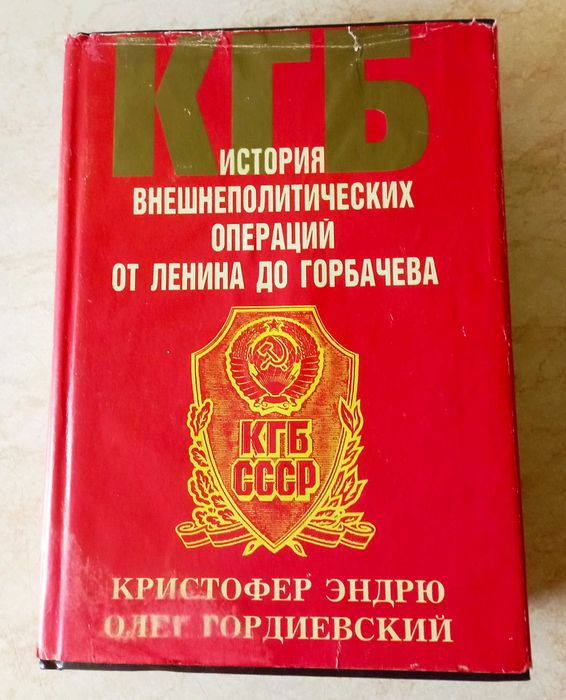 КГБ
ИСТОРИЯ
ВНЕШНЕПОЛИТИЧЕСКИХ
ОПЕРАЦИЙ
ОТ ЛЕНИНА ДО ГОРБАЧЕВА
КГБ
СССР
КРИСТОФЕР ЭНДРЮ
ОЛЕГ ГОРДИЕВСКИЙ